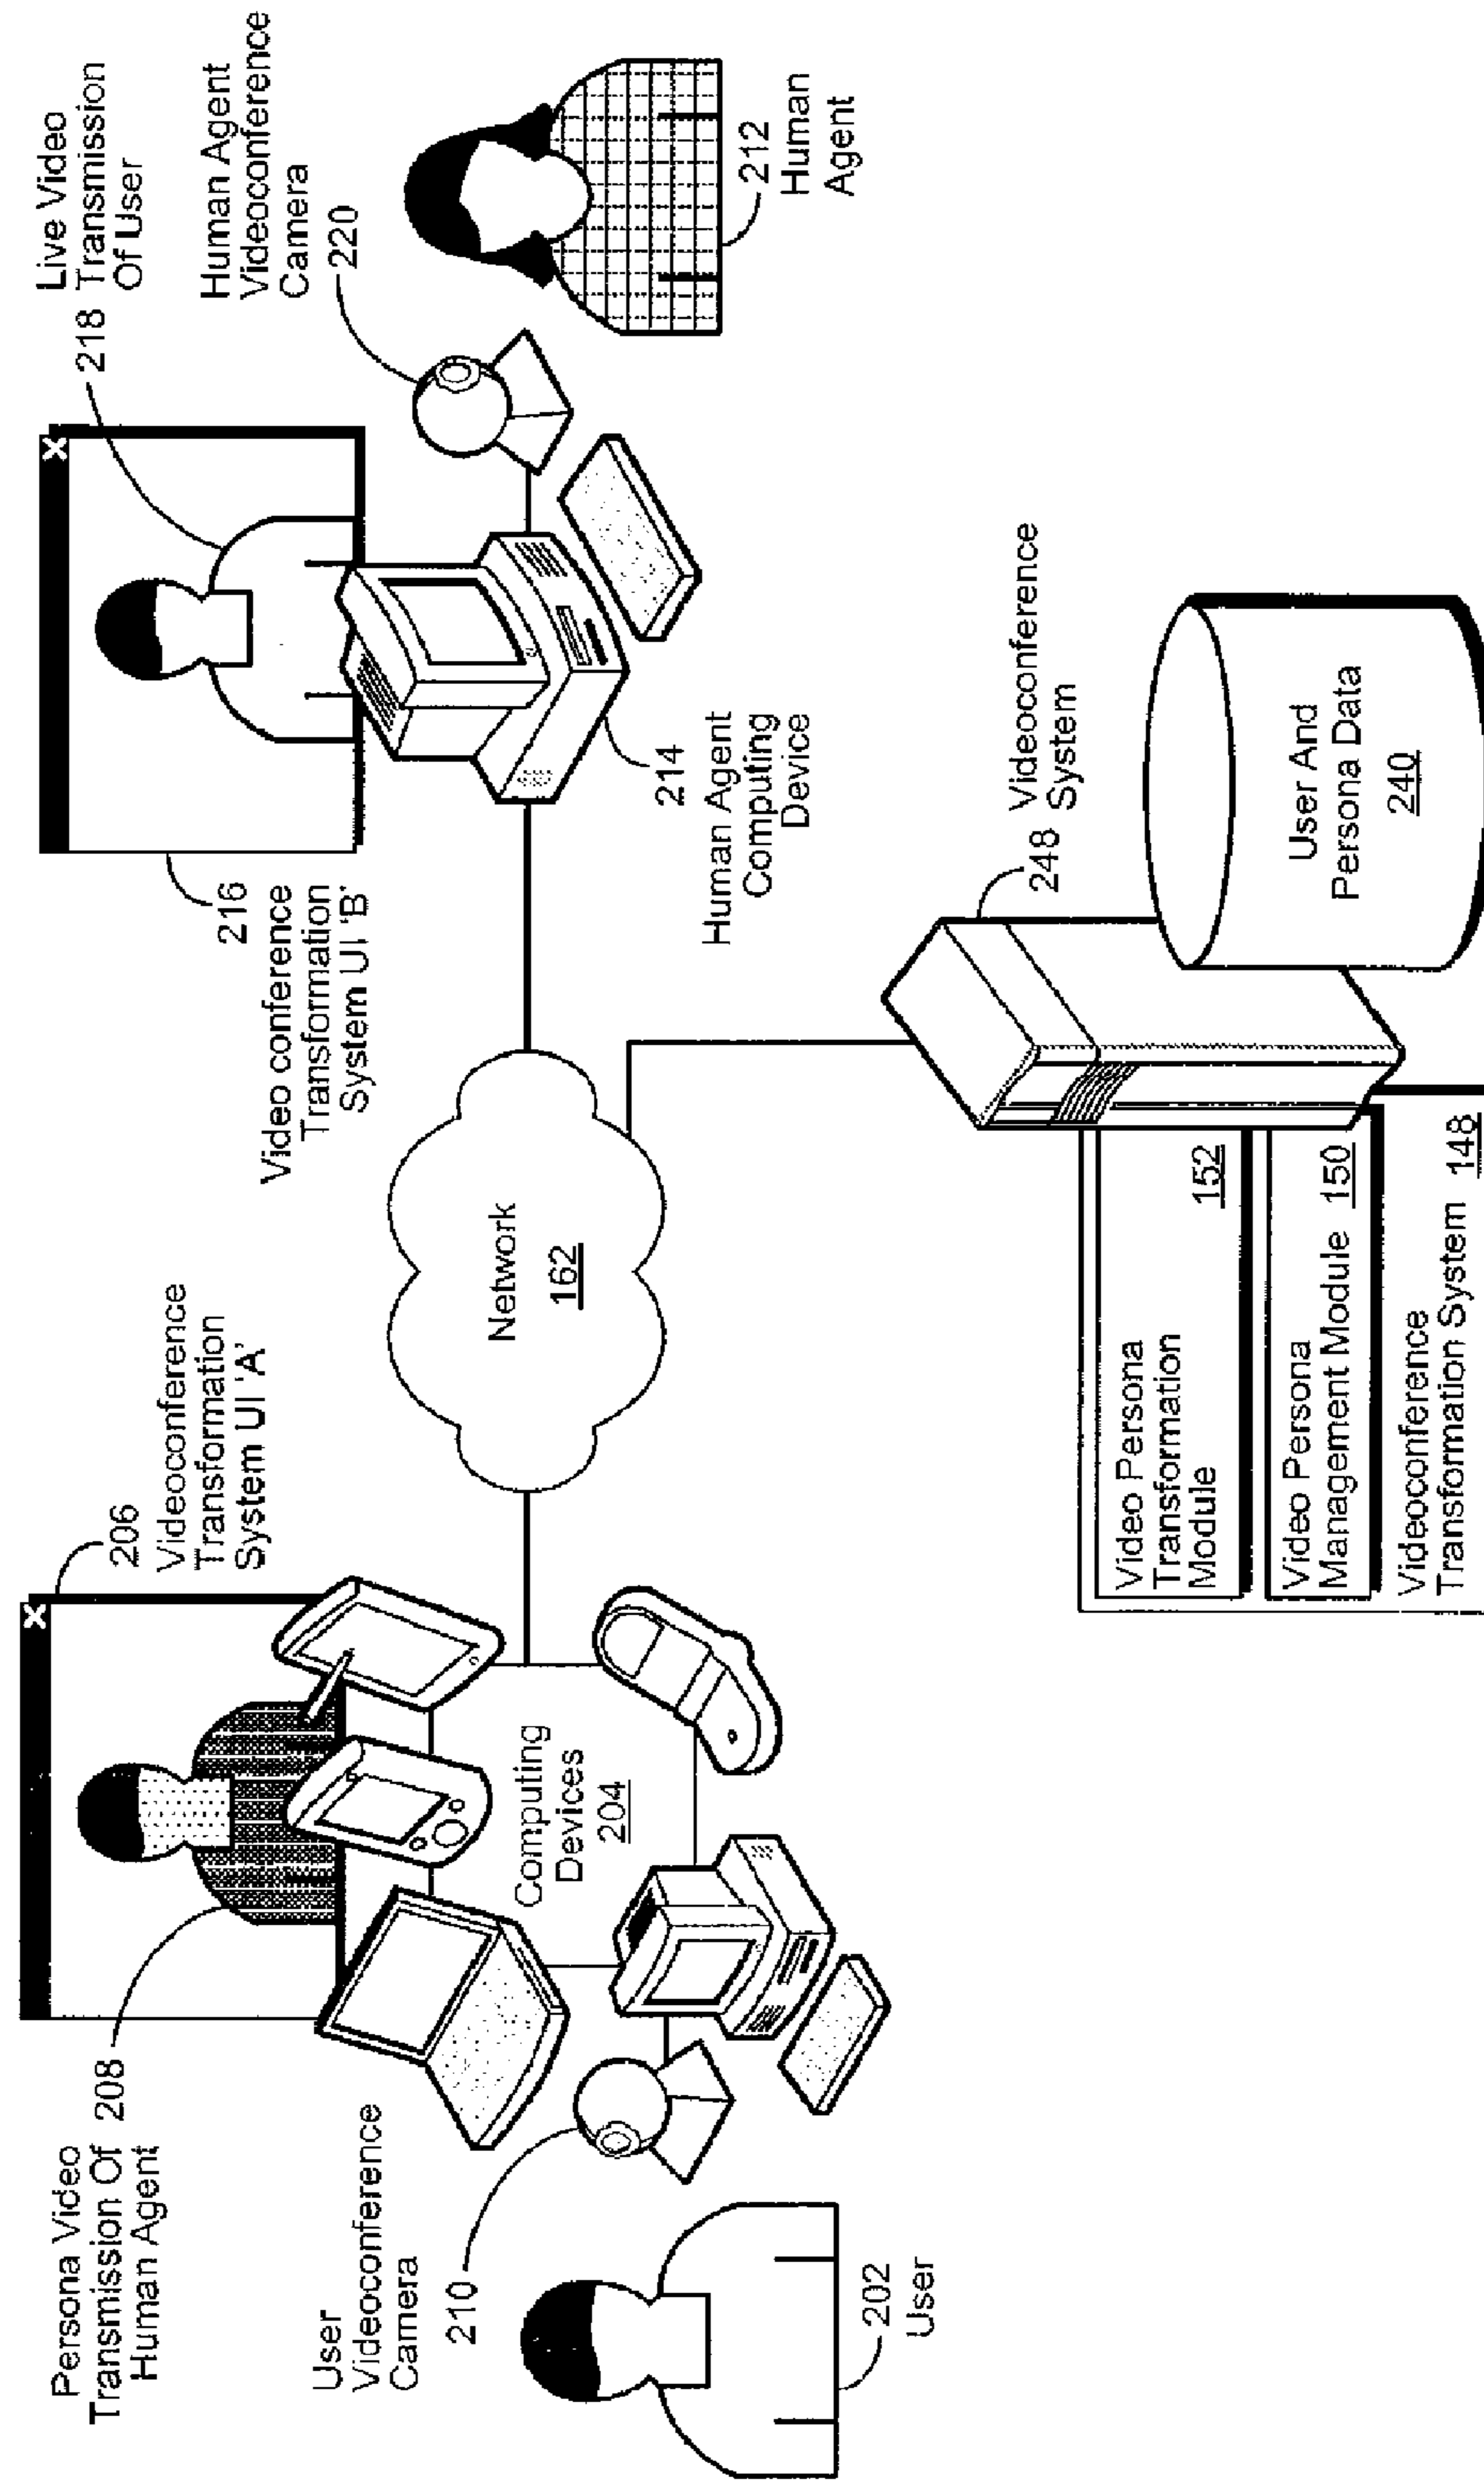 Persona Video
Transmission Of
Human Agent
208
206
Videoconference
Transformation
System UI 'A'
X
User
Videoconference
Camera
210
202
User
Computing
Devices
204
Network
162
216
Video conference
Transformation
System UI 'B'
X
Live Video
218 Transmission
Of User
Human Agent
Videoconference
Camera
220
212
Human
Agent
214
Human Agent
Computing
Device
248 Videoconference
System
User And
Persona Data
240
Video Persona
Transformation
Module 152
Video Persona
Management Module 150
Videoconference
Transformation System 148